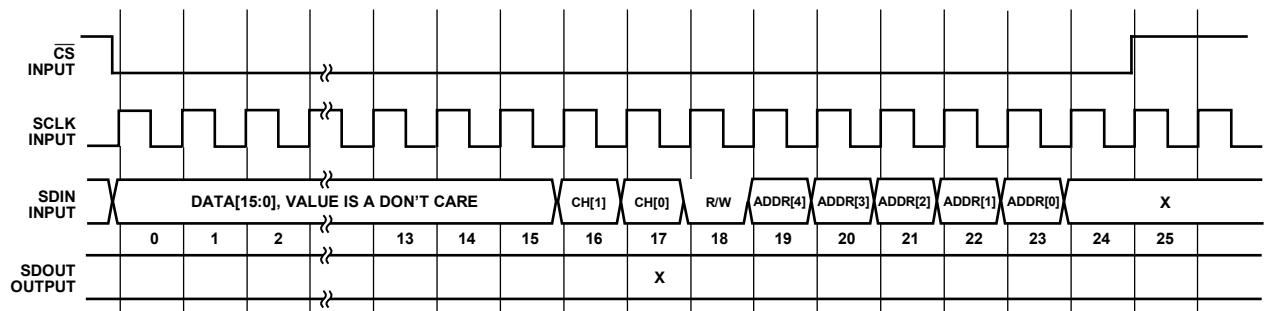 CS
INPUT
SCLK
INPUT
SDIN
INPUT
DATA[15:0], VALUE IS A DON'T CARE
CH[1]
CH[0]
R/W
ADDR[4]
ADDR[3]
ADDR[2]
ADDR[1]
ADDR[0]
X
0 1 2 13 14 15 16 17 18 19 20 21 22 23 24 25
SDOUT
OUTPUT
X